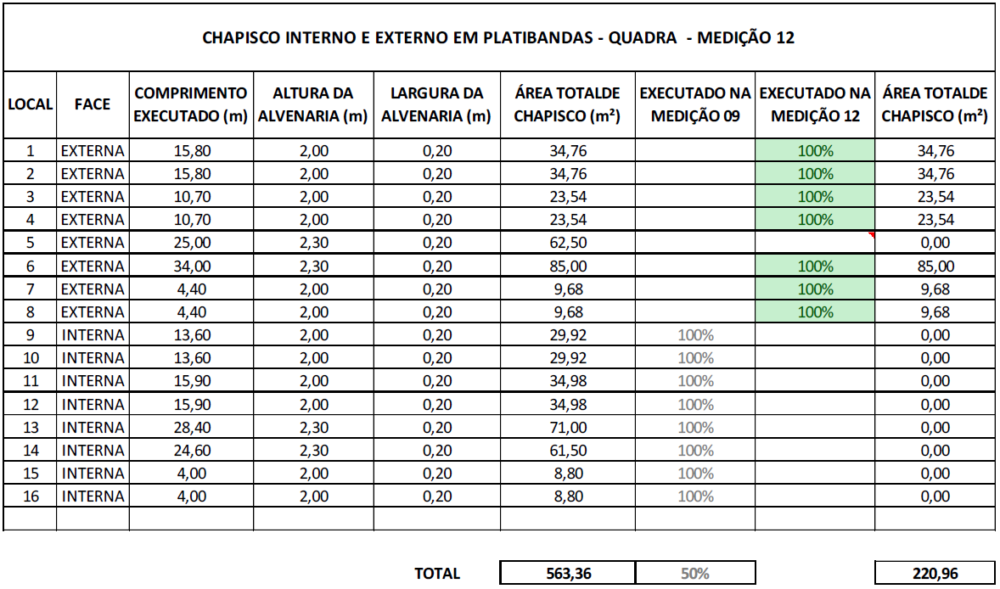 CHAPISCO INTERNO E EXTERNO EM PLATIBANDAS - QUADRA - MEDIÇÃO 12
LOCAL FACE COMPRIMENTO EXECUTADO (m) ALTURA DA ALVENARIA (m) LARGURA DA ALVENARIA (m) ÁREA TOTALDE CHAPISCO (m²) EXECUTADO NA MEDIÇÃO 09 EXECUTADO NA MEDIÇÃO 12 ÁREA TOTALDE CHAPISCO (m²)
1 EXTERNA 15,80 2,00 0,20 34,76 100% 34,76
2 EXTERNA 15,80 2,00 0,20 34,76 100% 34,76
3 EXTERNA 10,70 2,00 0,20 23,54 100% 23,54
4 EXTERNA 10,70 2,00 0,20 23,54 100% 23,54
5 EXTERNA 25,00 2,30 0,20 62,50 0,00
6 EXTERNA 34,00 2,30 0,20 85,00 100% 85,00
7 EXTERNA 4,40 2,00 0,20 9,68 100% 9,68
8 EXTERNA 4,40 2,00 0,20 9,68 100% 9,68
9 INTERNA 13,60 2,00 0,20 29,92 100% 0,00
10 INTERNA 13,60 2,00 0,20 29,92 100% 0,00
11 INTERNA 15,90 2,00 0,20 34,98 100% 0,00
12 INTERNA 15,90 2,00 0,20 34,98 100% 0,00
13 INTERNA 28,40 2,30 0,20 71,00 100% 0,00
14 INTERNA 24,60 2,30 0,20 61,50 100% 0,00
15 INTERNA 4,00 2,00 0,20 8,80 100% 0,00
16 INTERNA 4,00 2,00 0,20 8,80 100% 0,00
TOTAL 563,36 50% 220,96